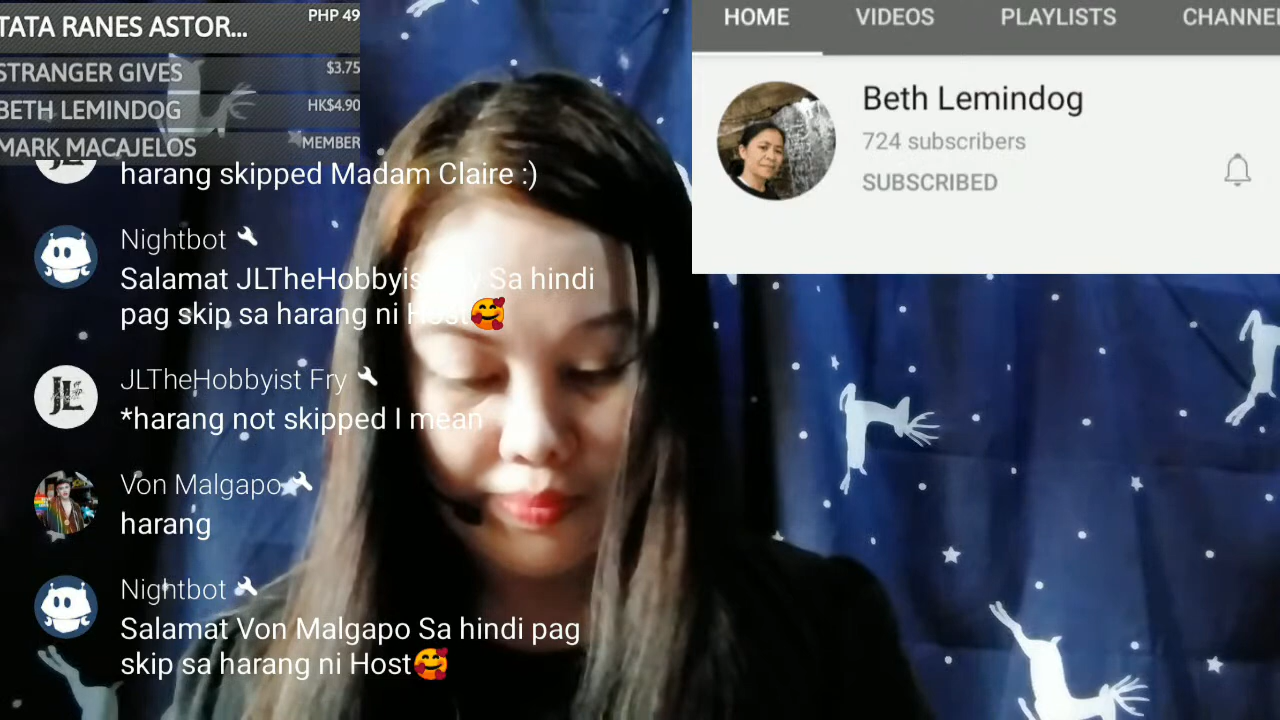 TATA RANES ASTOR...
PHP 49
STRANGER GIVES
$3.75
BETH LEMINDOG
HK$4.90
MARK MACAJELOS
MEMBER
harang skipped Madam Claire :)
Nightbot
Salamat JLTheHobbyist Fry Sa hindi
pag skip sa harang ni Host🥰
JLTheHobbyist Fry
*harang not skipped I mean
Von Malgapo
harang
Nightbot
Salamat Von Malgapo Sa hindi pag
skip sa harang ni Host🥰
HOME
VIDEOS
PLAYLISTS
CHANNEL
Beth Lemindog
724 subscribers
SUBSCRIBED